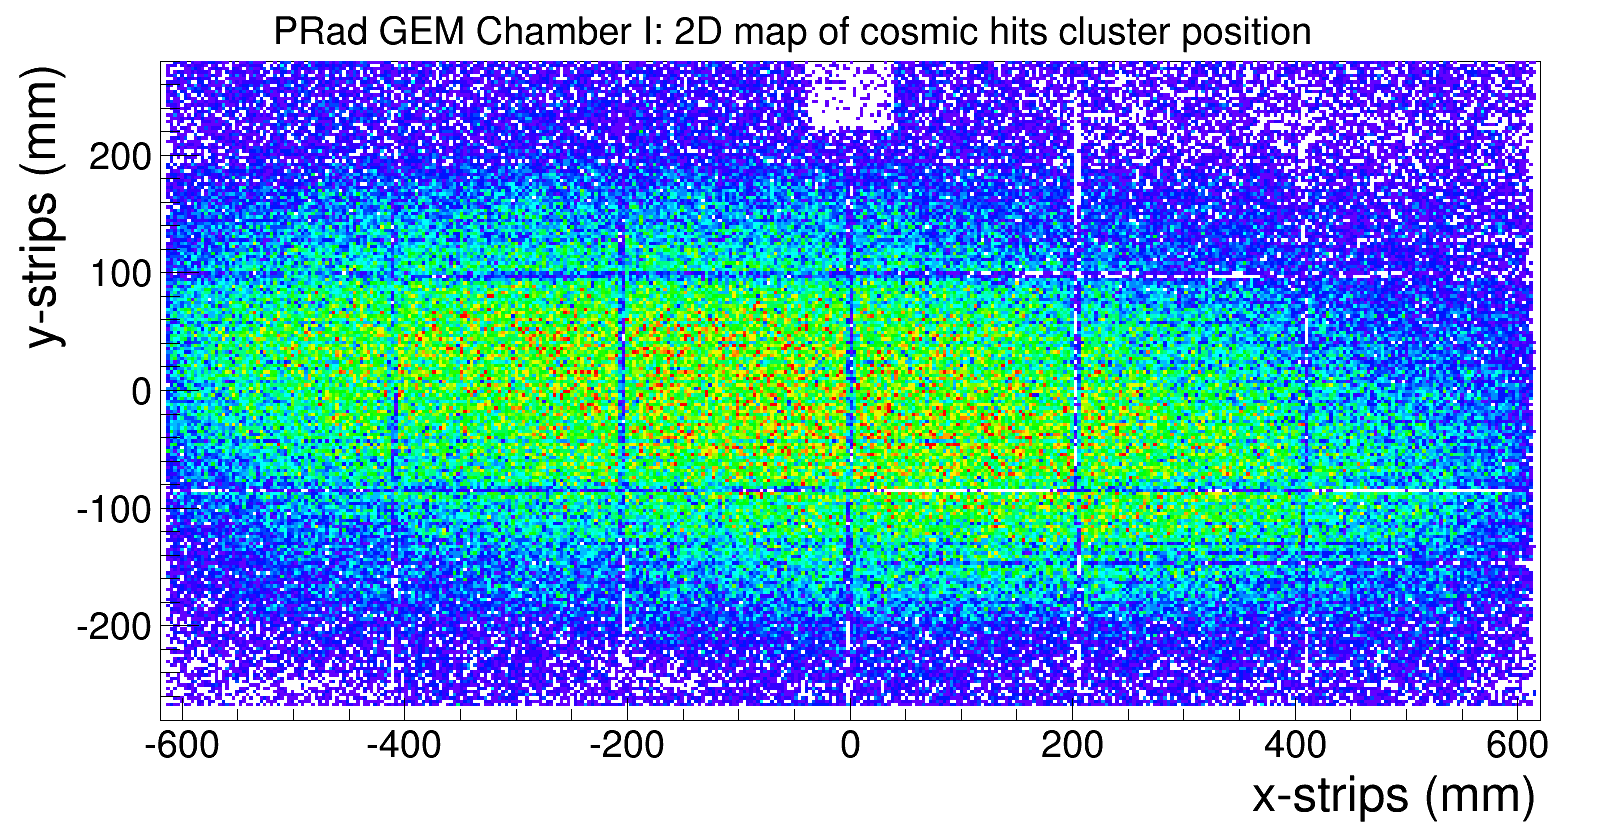 PRad GEM Chamber I: 2D map of cosmic hits cluster position
y-strips (mm)
200
100
0
-100
-200
-600 -400 -200 0 200 400 600
x-strips (mm)